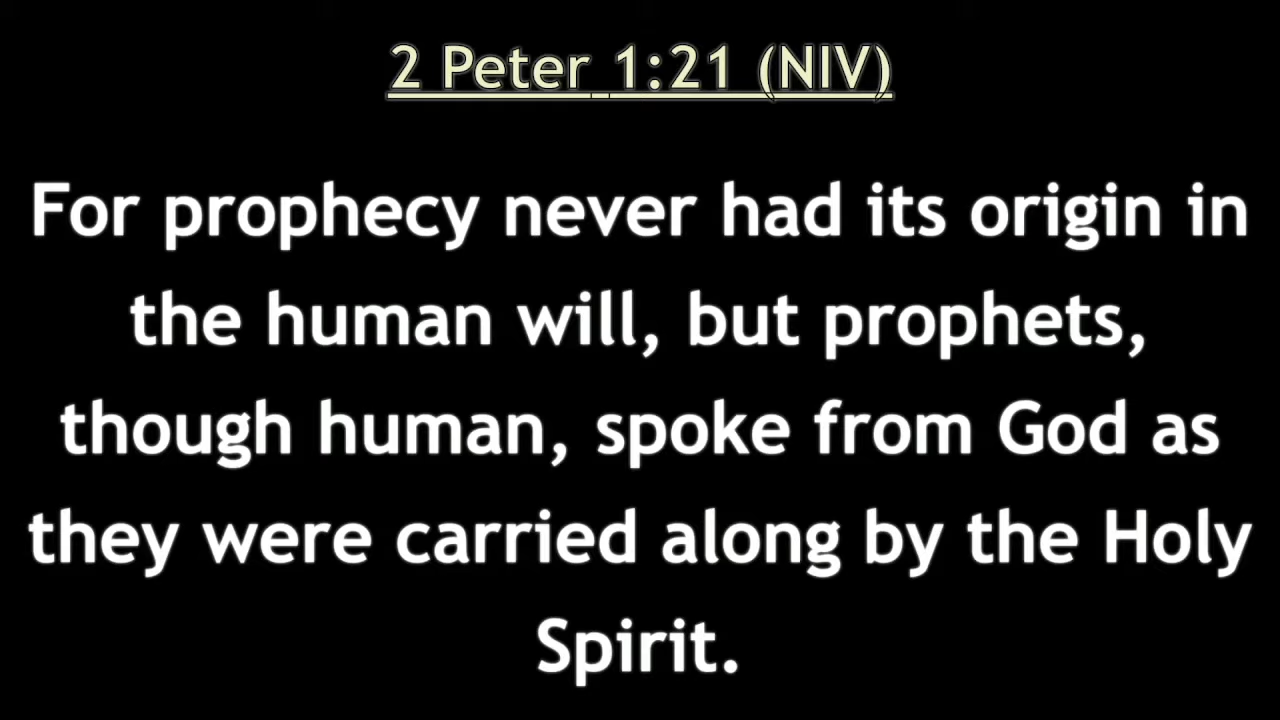 2 Peter 1:21 (NIV)
For prophecy never had its origin in
the human will, but prophets,
though human, spoke from God as
they were carried along by the Holy
Spirit.